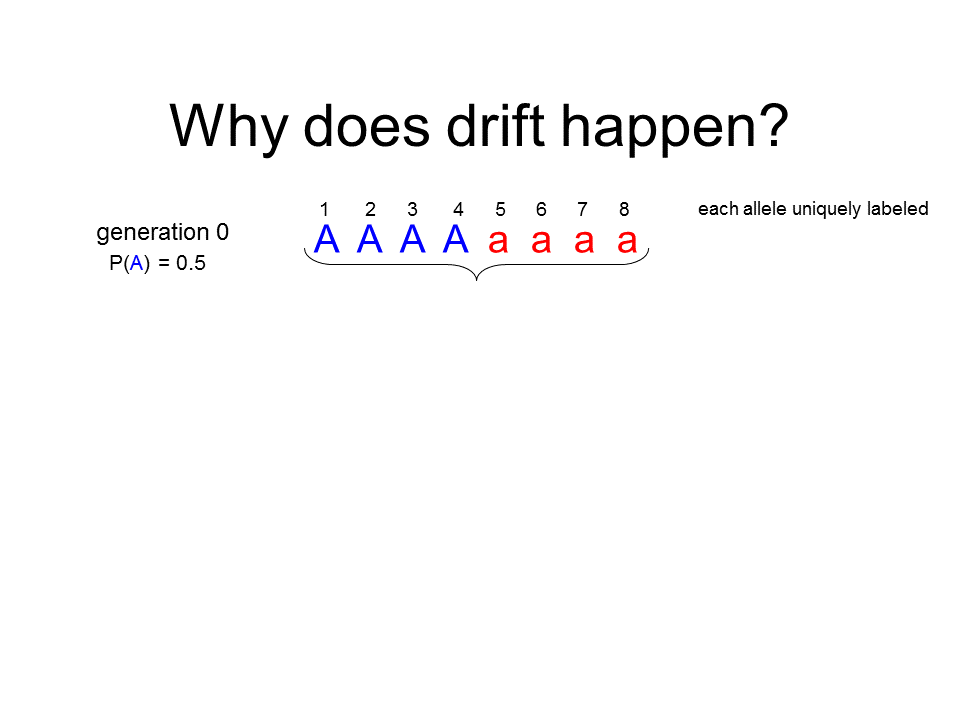 Why does drift happen?
1 2 3 4 5 6 7 8
each allele uniquely labeled
generation 0
A A A A a a a a
P(A) = 0.5